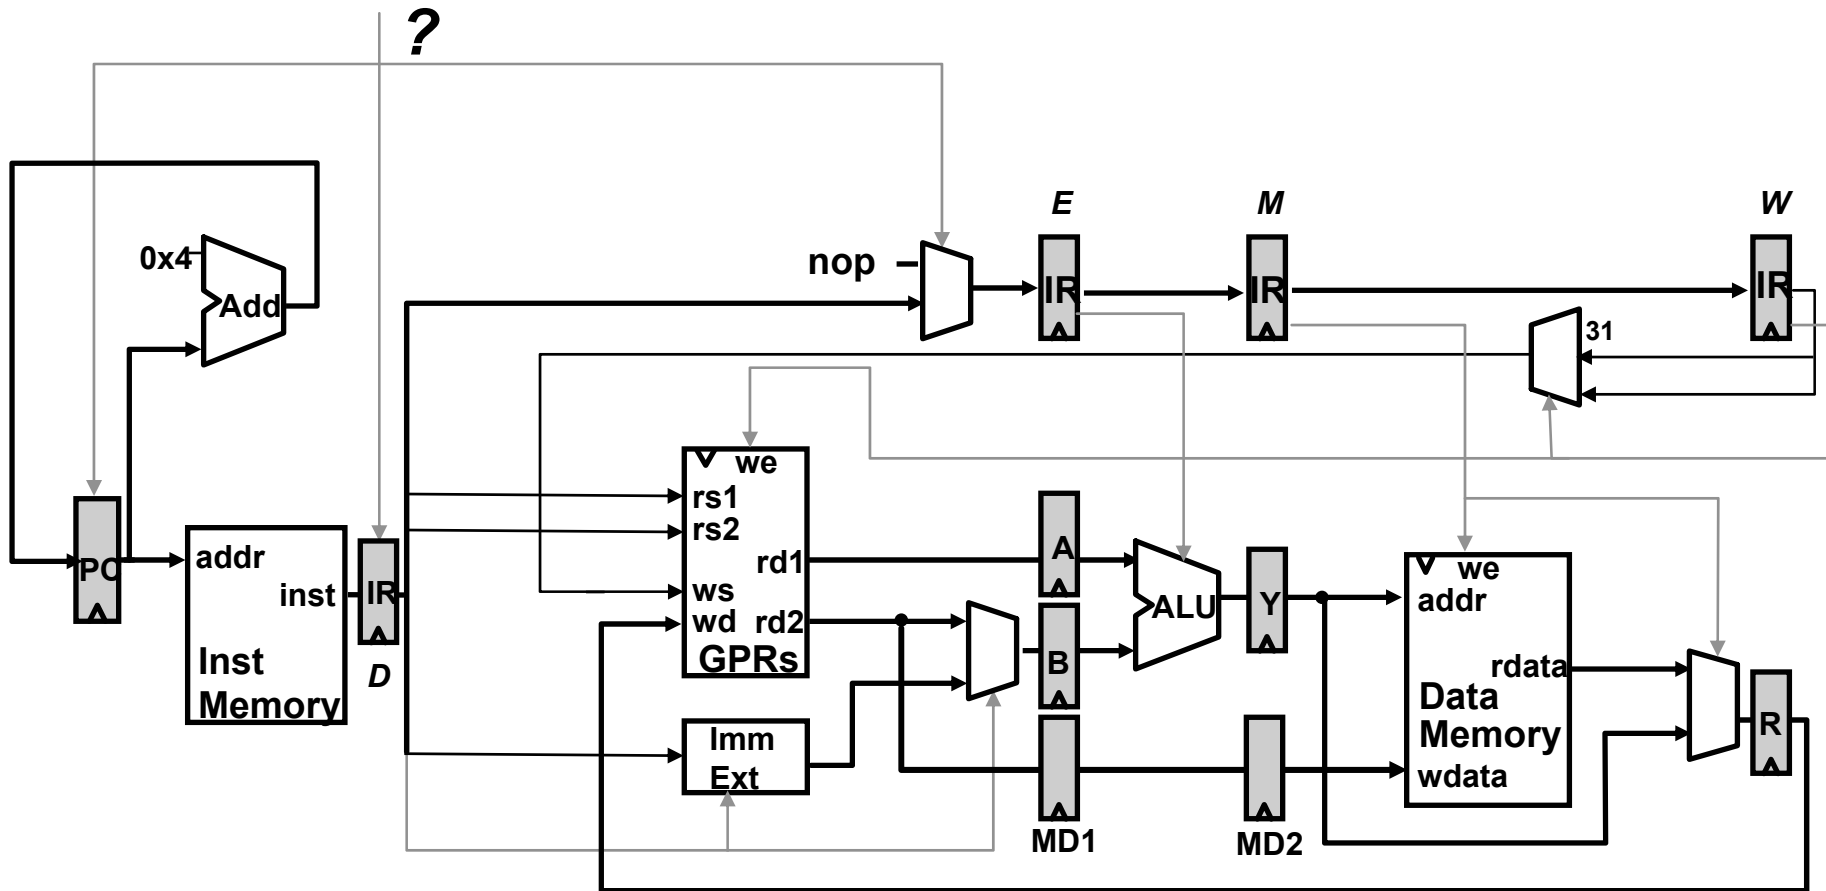 ?
E
M
W
0x4
Add
nop
IR
IR
IR
31
we
rs1
rs2
rd1
ws
wd
rd2
GPRs
PC
addr
inst
Inst
Memory
IR
D
A
B
ALU
Y
we
addr
rdata
Data
Memory
wdata
R
Imm
Ext
MD1
MD2